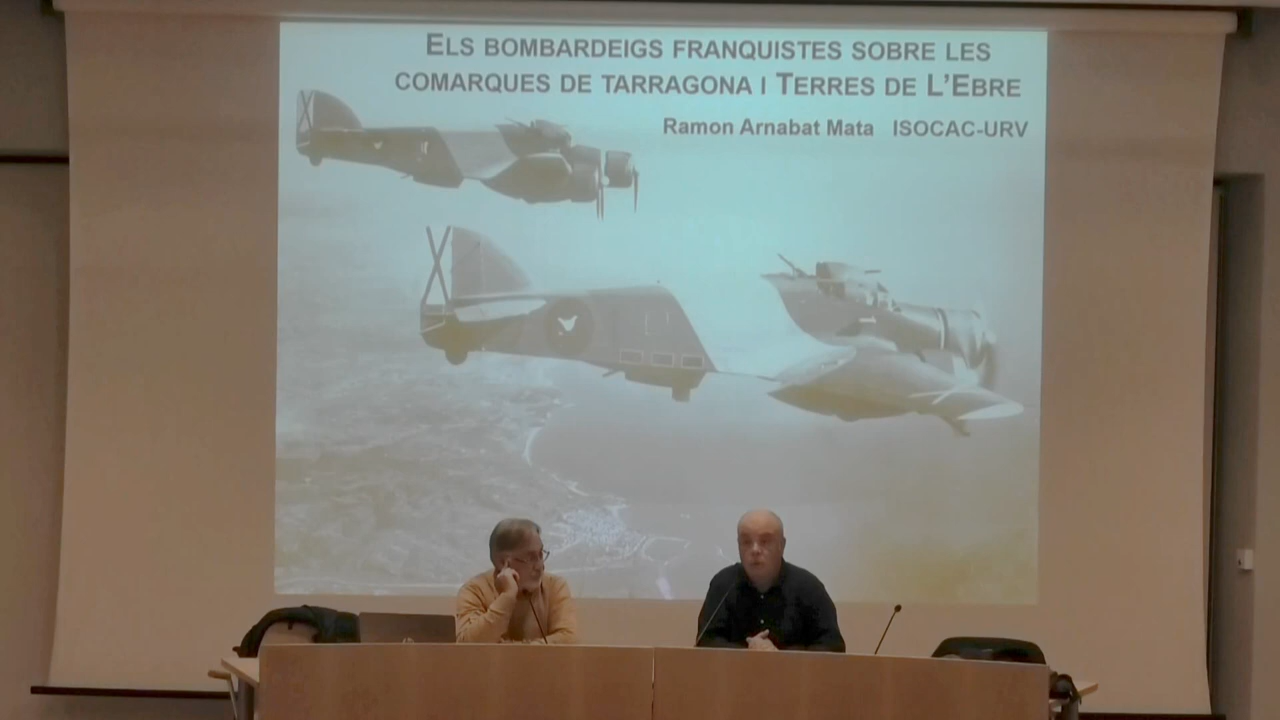 ELS BOMBARDEIGS FRANQUISTES SOBRE LES
COMARQUES DE TARRAGONA I TERRES DE L'EBRE
Ramon Arnabat Mata ISOCAC-URV